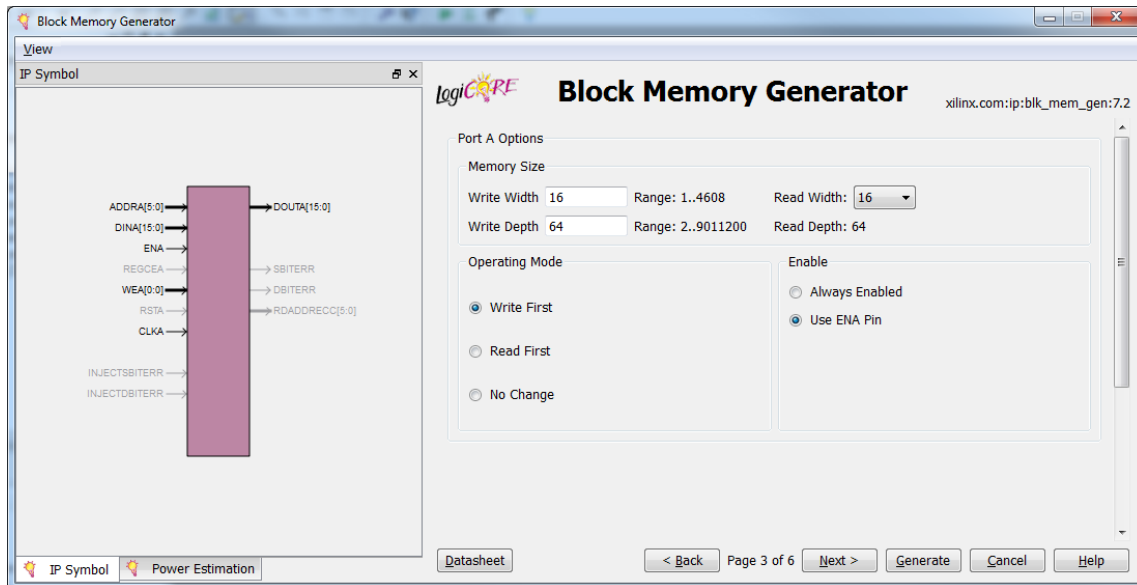 Block Memory Generator
View
IP Symbol
ADDRA[5:0]
DINA[15:0]
ENA
REGCEA
WEA[0:0]
RSTA
CLKA
INJECTSBITERR
INJECTDBITERR
DOUTA[15:0]
SBITERR
DBITERR
RDADDRECC[5:0]
IP Symbol Power Estimation
LogiCORE Block Memory Generator xilinx.com:ip:blk_mem_gen:7.2
Port A Options
Memory Size
Write Width 16 Range: 1..4608 Read Width: 16
Write Depth 64 Range: 2..9011200 Read Depth: 64
Operating Mode
Write First
Read First
No Change
Enable
Always Enabled
Use ENA Pin
Datasheet < Back Page 3 of 6 Next > Generate Cancel Help